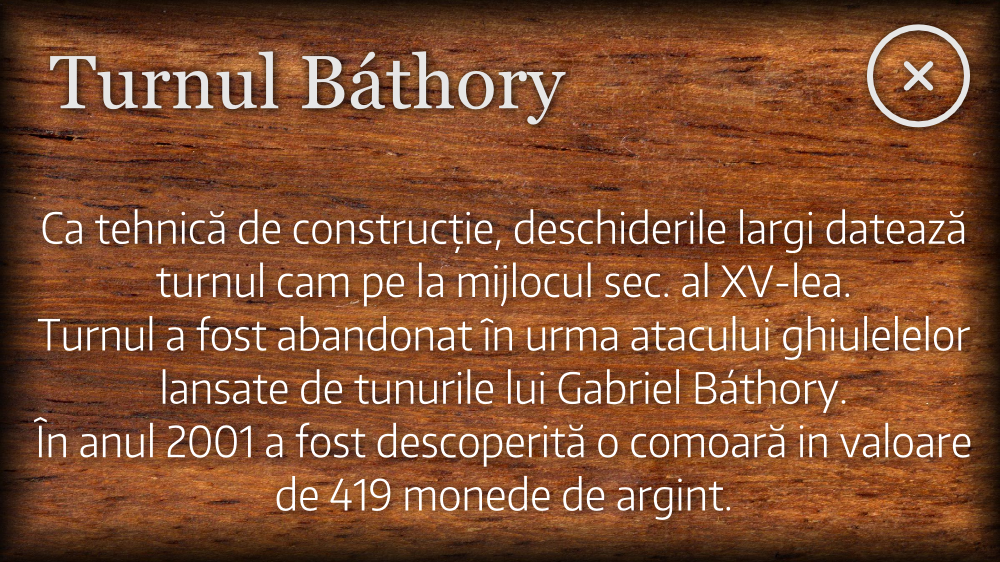 Turnul Báthory
Ca tehnică de construcție, deschiderile largi datează
turnul cam pe la mijlocul sec. al XV-lea.
Turnul a fost abandonat în urma atacului ghiulelelor
lansate de tunurile lui Gabriel Báthory.
În anul 2001 a fost descoperită o comoară in valoare
de 419 monede de argint.